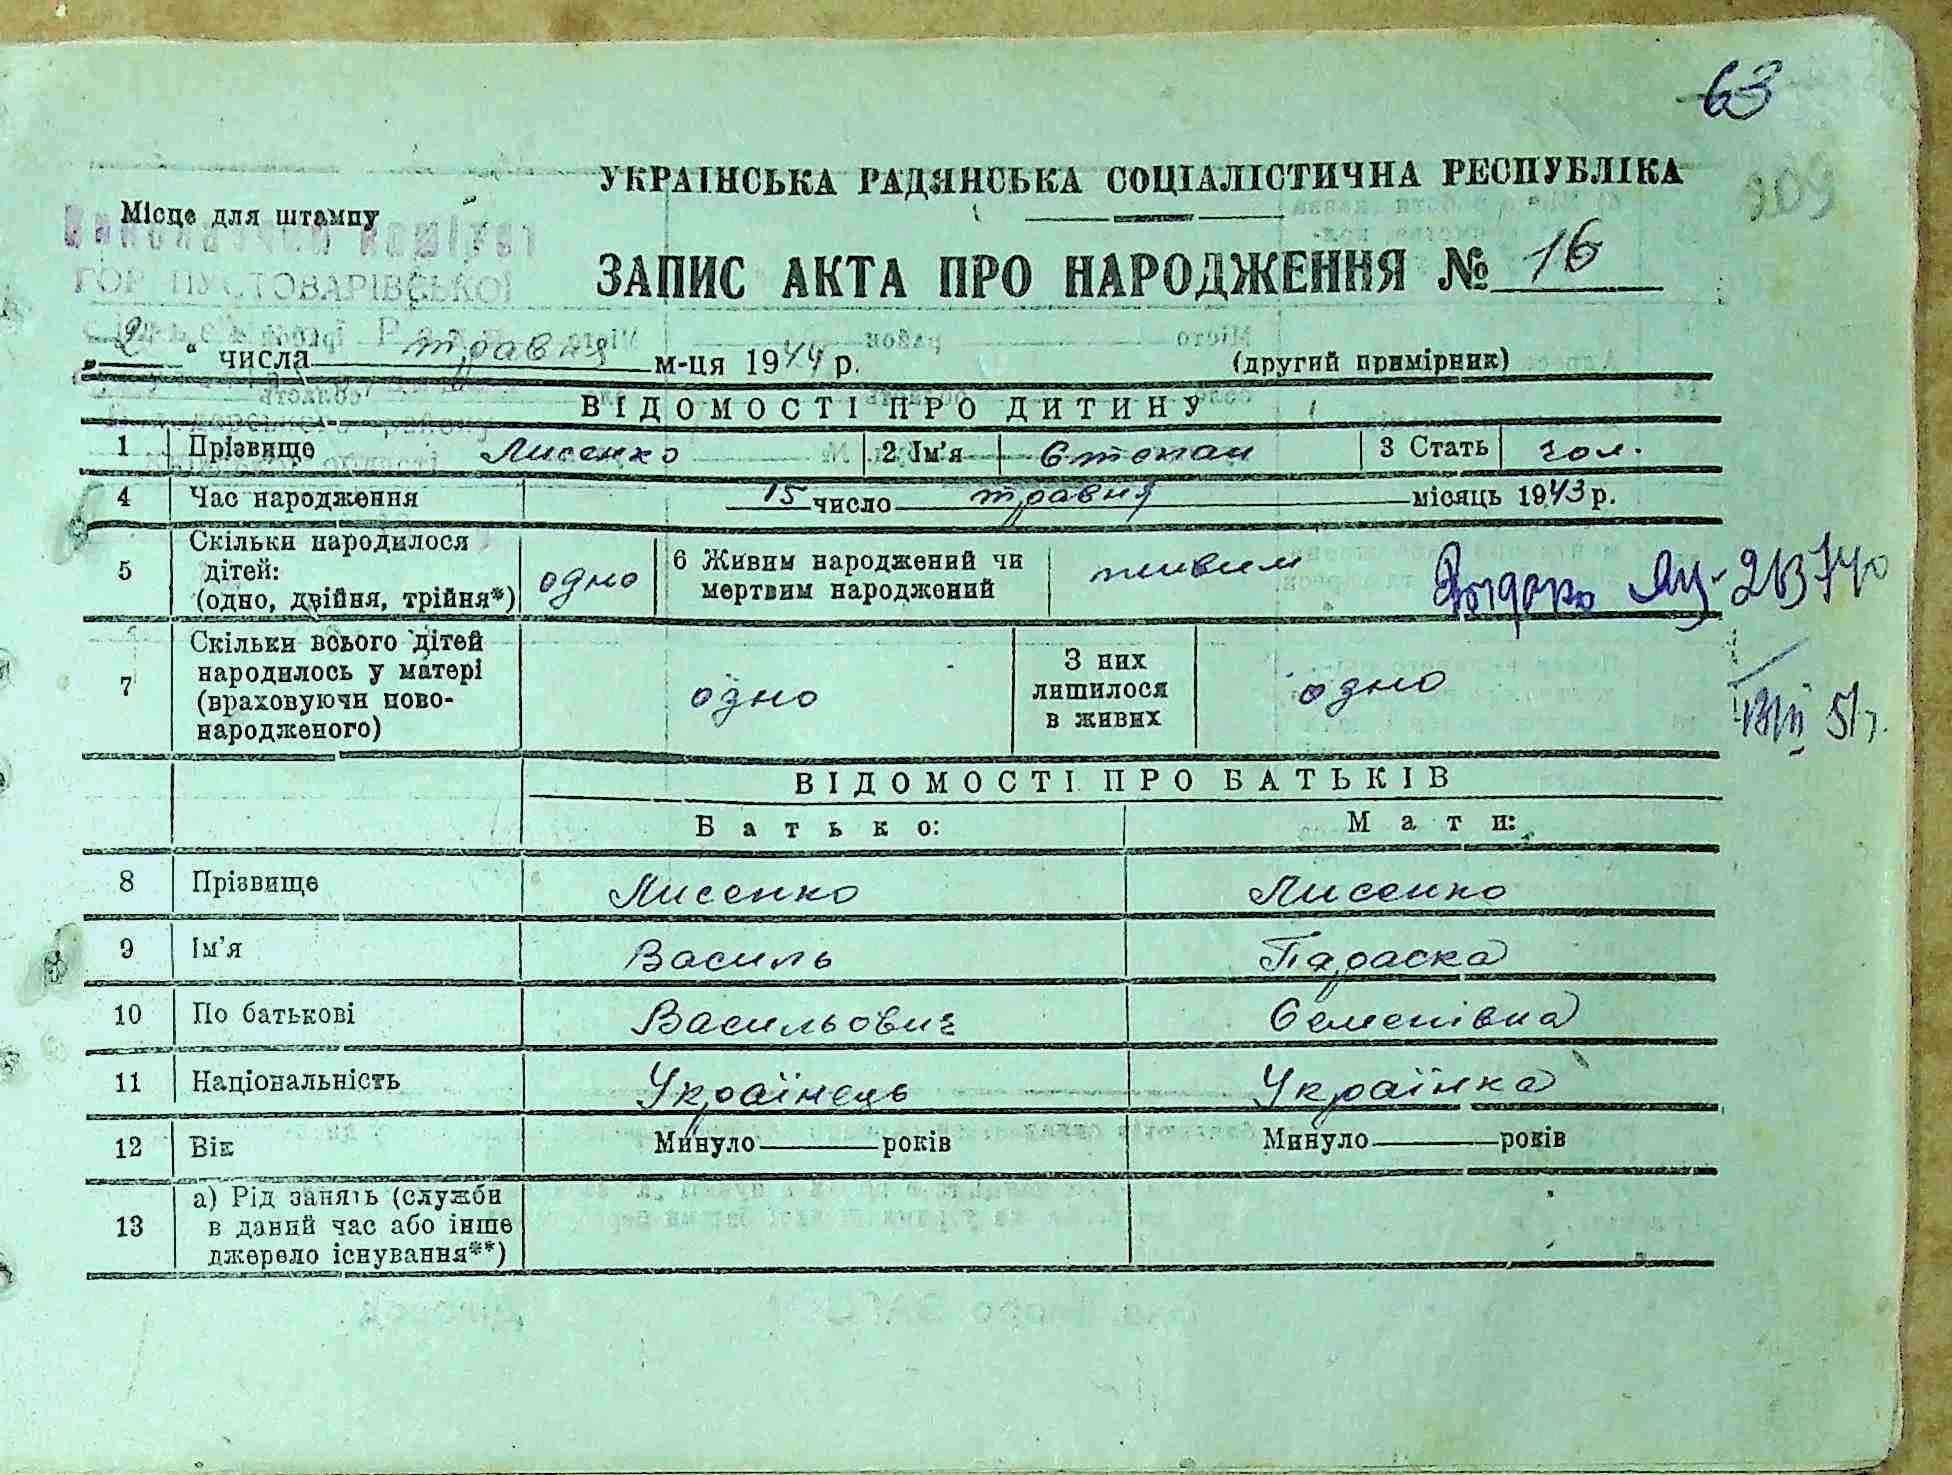 63
209
УКРАЇНСЬКА РАДЯНСЬКА СОЦІАЛІСТИЧНА РЕСПУБЛІКА
Місце для штампу
Виконавчий комітет
ГОРПУСТОВАРІВСЬКОЇ
ЗАПИС АКТА ПРО НАРОДЖЕННЯ № 16
„2“ числа травня м-ця 1944 р. (другий примірник)
ВІДОМОСТІ ПРО ДИТИНУ
1 Прізвище Лисенко 2 Ім'я Степан 3 Стать чол.
4 Час народження 15 число травня місяць 1943 р.
5 Скільки народилося дітей: (одно, двійня, трійня*) одно 6 Живим народжений чи мертвим народжений живим
7 Скільки всього дітей народилось у матері (враховуючи новонародженого) одно З них лишилося в живих одно
51 г.
ВІДОМОСТІ ПРО БАТЬКІВ
Батько: Мати:
8 Прізвище Лисенко Лисенко
9 Ім'я Василь Параска
10 По батькові Васильович Семенівна
11 Національність Українець Українка
12 Вік Минуло років Минуло років
13 а) Рід занять (служби в даний час або інше джерело існування**)